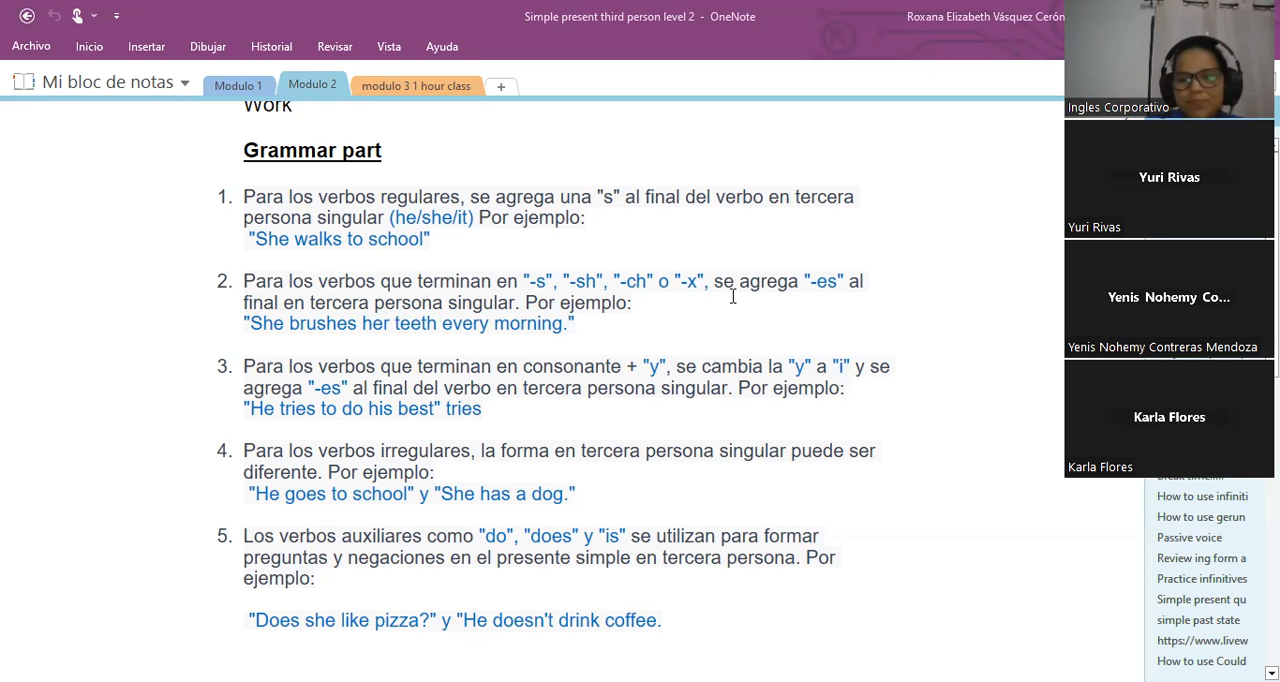 Simple present third person level 2 - OneNote
Roxana Elizabeth Vásquez Cerón
Archivo Inicio Insertar Dibujar Historial Revisar Vista Ayuda
Mi bloc de notas
Modulo 1
Modulo 2
modulo 3 1 hour class
+
Work
Grammar part
1. Para los verbos regulares, se agrega una "s" al final del verbo en tercera
persona singular (he/she/it) Por ejemplo:
"She walks to school"
2. Para los verbos que terminan en "-s", "-sh", "-ch" o "-x", se agrega "-es" al
final en tercera persona singular. Por ejemplo:
"She brushes her teeth every morning."
3. Para los verbos que terminan en consonante + "y", se cambia la "y" a "i" y se
agrega "-es" al final del verbo en tercera persona singular. Por ejemplo:
"He tries to do his best" tries
4. Para los verbos irregulares, la forma en tercera persona singular puede ser
diferente. Por ejemplo:
"He goes to school" y "She has a dog."
5. Los verbos auxiliares como "do", "does" y "is" se utilizan para formar
preguntas y negaciones en el presente simple en tercera persona. Por
ejemplo:
"Does she like pizza?" y "He doesn't drink coffee.
Ingles Corporativo
Yuri Rivas
Yuri Rivas
Yenis Nohemy Co...
Yenis Nohemy Contreras Mendoza
Karla Flores
Karla Flores
How to use infiniti
How to use gerun
Passive voice
Review ing form a
Practice infinitives
Simple present qu
simple past state
https://www.livew
How to use Could